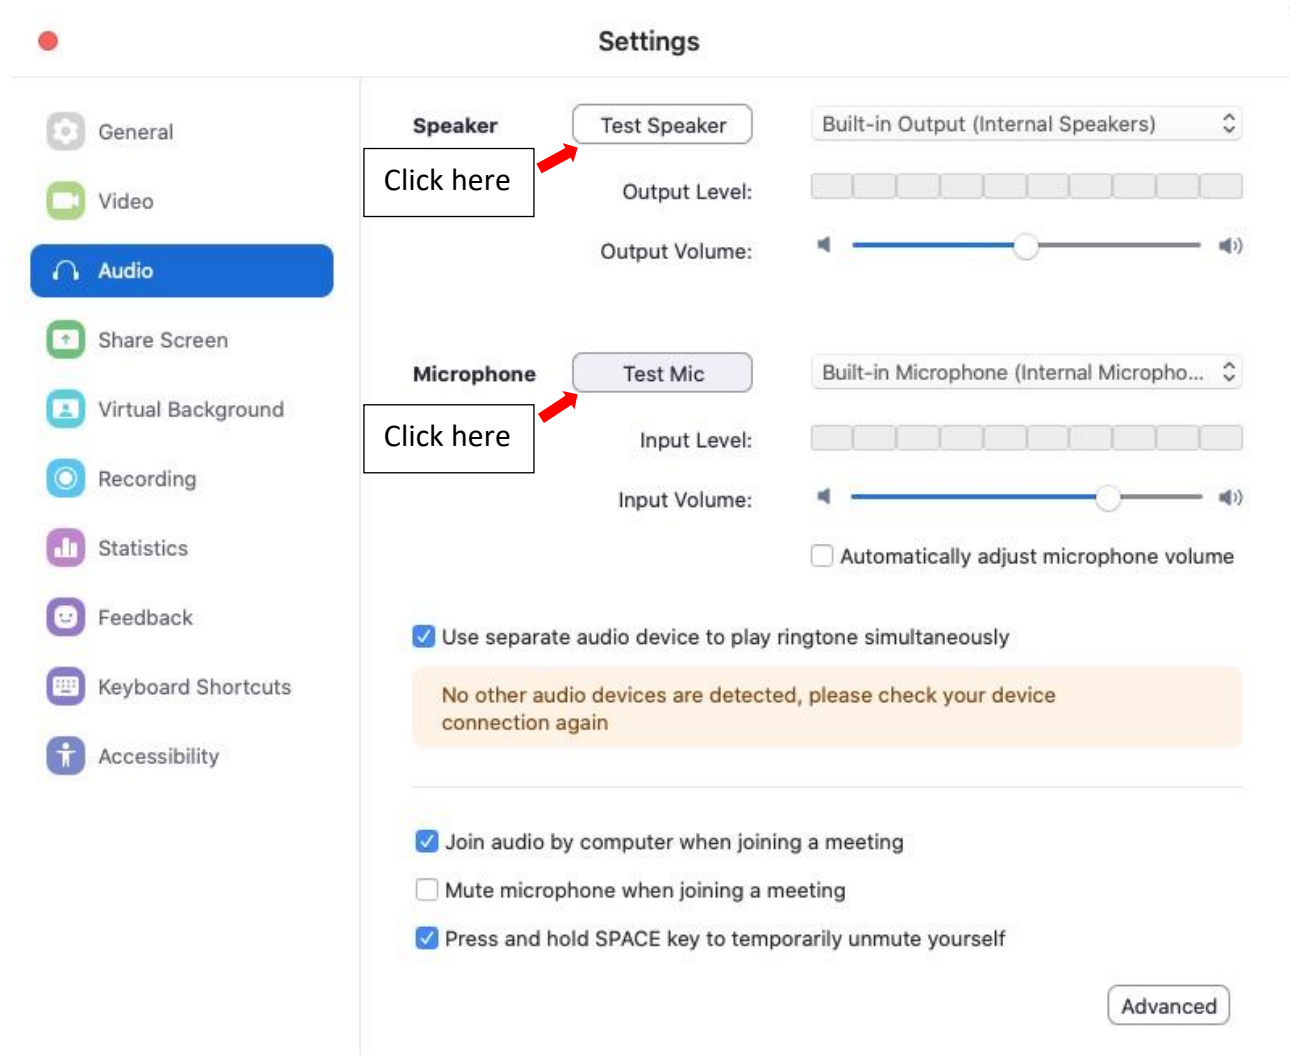 Settings
General
Video
Audio
Share Screen
Virtual Background
Recording
Statistics
Feedback
Keyboard Shortcuts
Accessibility
Speaker
Test Speaker
Built-in Output (Internal Speakers)
Click here
Output Level:
Output Volume:
Microphone
Test Mic
Built-in Microphone (Internal Micropho...
Click here
Input Level:
Input Volume:
Automatically adjust microphone volume
Use separate audio device to play ringtone simultaneously
No other audio devices are detected, please check your device
connection again
Join audio by computer when joining a meeting
Mute microphone when joining a meeting
Press and hold SPACE key to temporarily unmute yourself
Advanced